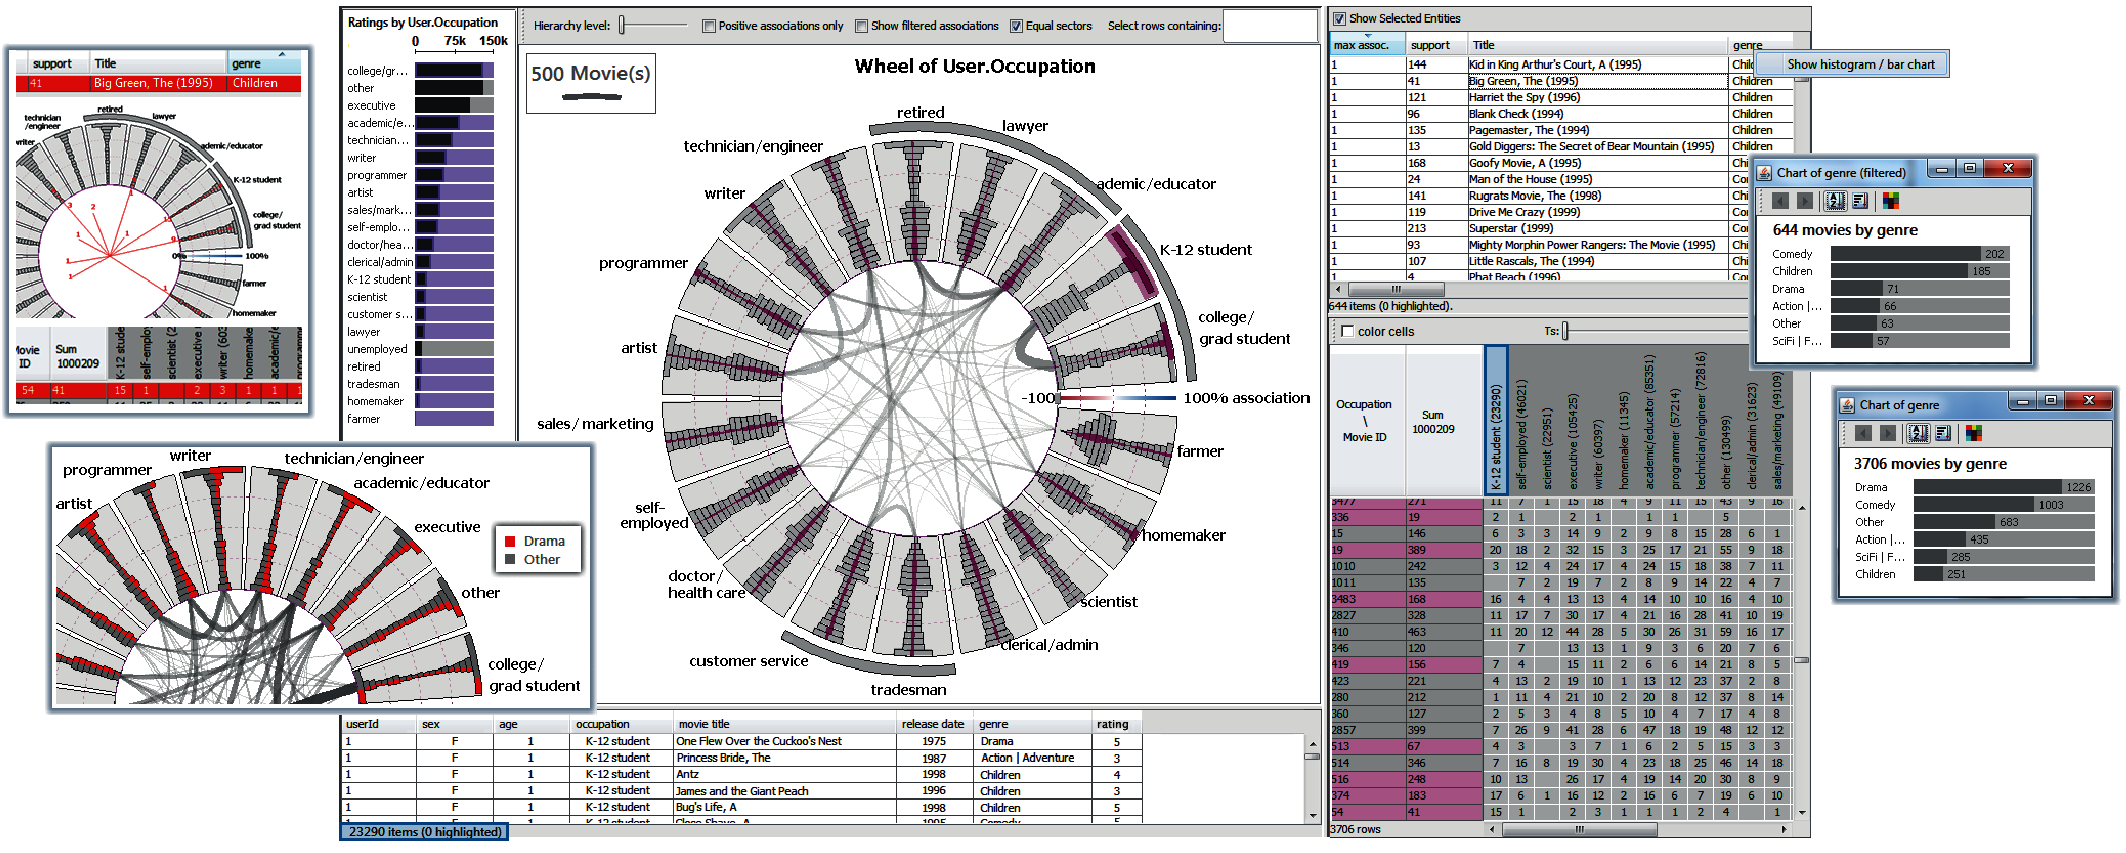 support Title genre
41 Big Green, The (1995) Children
retired
lawyer
technician
/engineer
writer
ademic/educator
K-12 student
college/
grad student
0% 100%
farmer
homemaker
Movie ID Sum 1000209
54 41 15 1 2 3 1 1 1
Ratings by User.Occupation
0 75k 150k
college/gr...
other
executive
academic/e...
technician...
writer
programmer
artist
sales/mark...
self-emplo...
doctor/hea...
clerical/admin
K-12 student
scientist
customer s...
lawyer
unemployed
retired
tradesman
homemaker
farmer
Hierarchy level: Positive associations only Show filtered associations Equal sectors Select rows containing:
500 Movie(s)
Wheel of User.Occupation
retired
lawyer
technician/engineer
ademic/educator
writer
K-12 student
programmer
college/
grad student
artist
-100 100% association
sales/marketing
farmer
self-
employed
homemaker
doctor/
health care
scientist
clerical/admin
customer service
tradesman
programmer
writer
technician/engineer
academic/educator
artist
executive
Drama
Other
other
college/
grad student
userId sex age occupation movie title release date genre rating
1 F 1 K-12 student One Flew Over the Cuckoo's Nest 1975 Drama 5
1 F 1 K-12 student Princess Bride, The 1987 Action | Adventure 3
1 F 1 K-12 student Antz 1998 Children 4
1 F 1 K-12 student James and the Giant Peach 1996 Children 3
1 F 1 K-12 student Bug's Life, A 1998 Children 5
23290 items (0 highlighted)
Show Selected Entities
max assoc. support Title genre
Show histogram / bar chart
1 144 Kid in King Arthur's Court, A (1995)
1 41 Big Green, The (1995) Children
1 121 Harriet the Spy (1996) Children
1 96 Blank Check (1994) Children
1 135 Pagemaster, The (1994) Children
1 13 Gold Diggers: The Secret of Bear Mountain (1995) Children
1 168 Goofy Movie, A (1995)
1 24 Man of the House (1995)
1 141 Rugrats Movie, The (1998)
1 119 Drive Me Crazy (1999)
1 213 Superstar (1999)
1 93 Mighty Morphin Power Rangers: The Movie (1995)
1 107 Little Rascals, The (1994)
1 4 Phat Beach (1996)
644 items (0 highlighted).
color cells Ts:
Occupation
\
Movie ID
Sum
1000209
K-12 student (23290)
self-employed (46021)
scientist (22951)
executive (105425)
writer (60397)
homemaker (11345)
academic/educator (85351)
programmer (57214)
technician/engineer (72816)
other (130499)
clerical/admin (31623)
sales/marketing (49109)
3477 271 11 7 1 15 18 4 9 11 15 43 9 16
336 19 2 1 2 1 1 1 5
15 146 6 3 3 14 9 2 9 8 15 28 6 1
19 389 20 18 2 32 15 3 25 17 21 55 9 18
1010 242 3 12 4 24 17 4 24 15 18 38 7 11
1011 135 7 2 19 7 2 8 9 14 22 4 7
3483 168 16 4 4 13 13 4 14 10 10 16 4 10
2827 328 11 17 7 30 17 4 21 16 28 41 10 19
410 463 11 20 12 44 28 5 30 26 31 59 16 17
346 120 7 13 13 1 9 3 6 20 7 6
419 156 7 4 15 11 2 6 6 14 21 8 5
423 221 4 13 2 19 10 1 13 12 23 37 2 8
280 212 1 11 4 21 10 2 20 8 12 37 8 14
360 127 2 5 3 4 8 5 10 4 7 17 4 8
2857 399 7 26 9 41 28 6 47 18 19 48 12 12
513 67 4 3 3 7 1 6 2 5 15 3 3
514 346 7 16 8 19 30 4 23 18 25 46 14 18
516 248 10 13 26 17 4 19 14 20 30 8 9
374 183 17 6 1 16 12 2 16 6 7 19 6 10
54 41 15 1 2 3 1 1 2 4 1
3706 rows
Chart of genre (filtered)
644 movies by genre
Comedy 202
Children 185
Drama 71
Action |... 66
Other 63
SciFi | F... 57
Chart of genre
3706 movies by genre
Drama 1226
Comedy 1003
Other 683
Action |... 435
SciFi | F... 285
Children 251